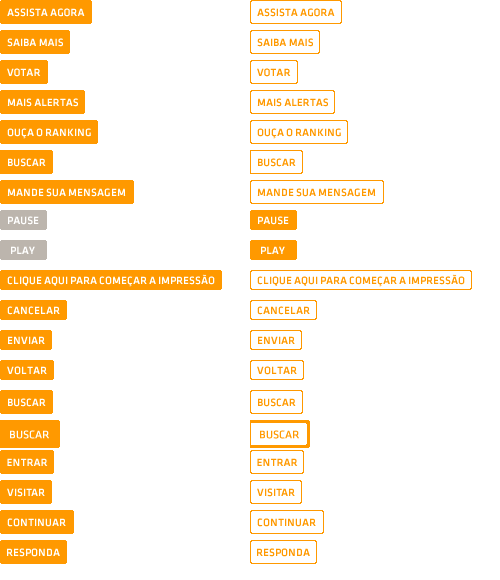 ASSISTA AGORA ASSISTA AGORA
SAIBA MAIS SAIBA MAIS
VOTAR VOTAR
MAIS ALERTAS MAIS ALERTAS
OUÇA O RANKING OUÇA O RANKING
BUSCAR BUSCAR
MANDE SUA MENSAGEM MANDE SUA MENSAGEM
PAUSE PAUSE
PLAY PLAY
CLIQUE AQUI PARA COMEÇAR A IMPRESSÃO CLIQUE AQUI PARA COMEÇAR A IMPRESSÃO
CANCELAR CANCELAR
ENVIAR ENVIAR
VOLTAR VOLTAR
BUSCAR BUSCAR
BUSCAR BUSCAR
ENTRAR ENTRAR
VISITAR VISITAR
CONTINUAR CONTINUAR
RESPONDA RESPONDA